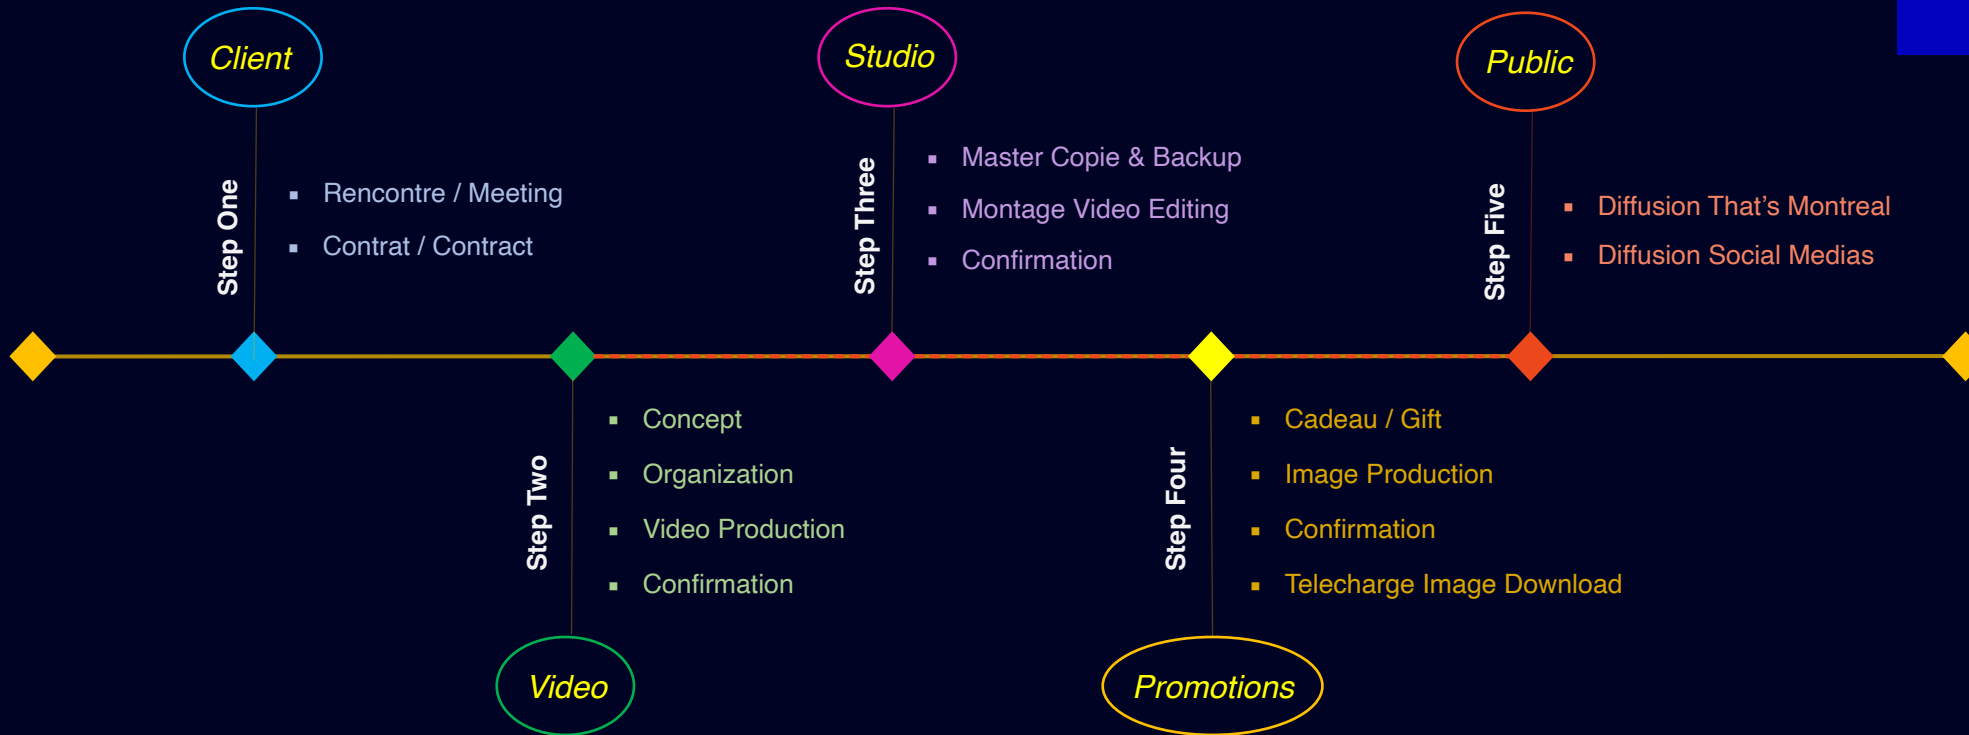 Client
Step One
Rencontre / Meeting
Contrat / Contract
Step Two
Concept
Organization
Video Production
Confirmation
Video
Studio
Step Three
Master Copie & Backup
Montage Video Editing
Confirmation
Step Four
Cadeau / Gift
Image Production
Confirmation
Telecharge Image Download
Promotions
Public
Step Five
Diffusion That’s Montreal
Diffusion Social Medias